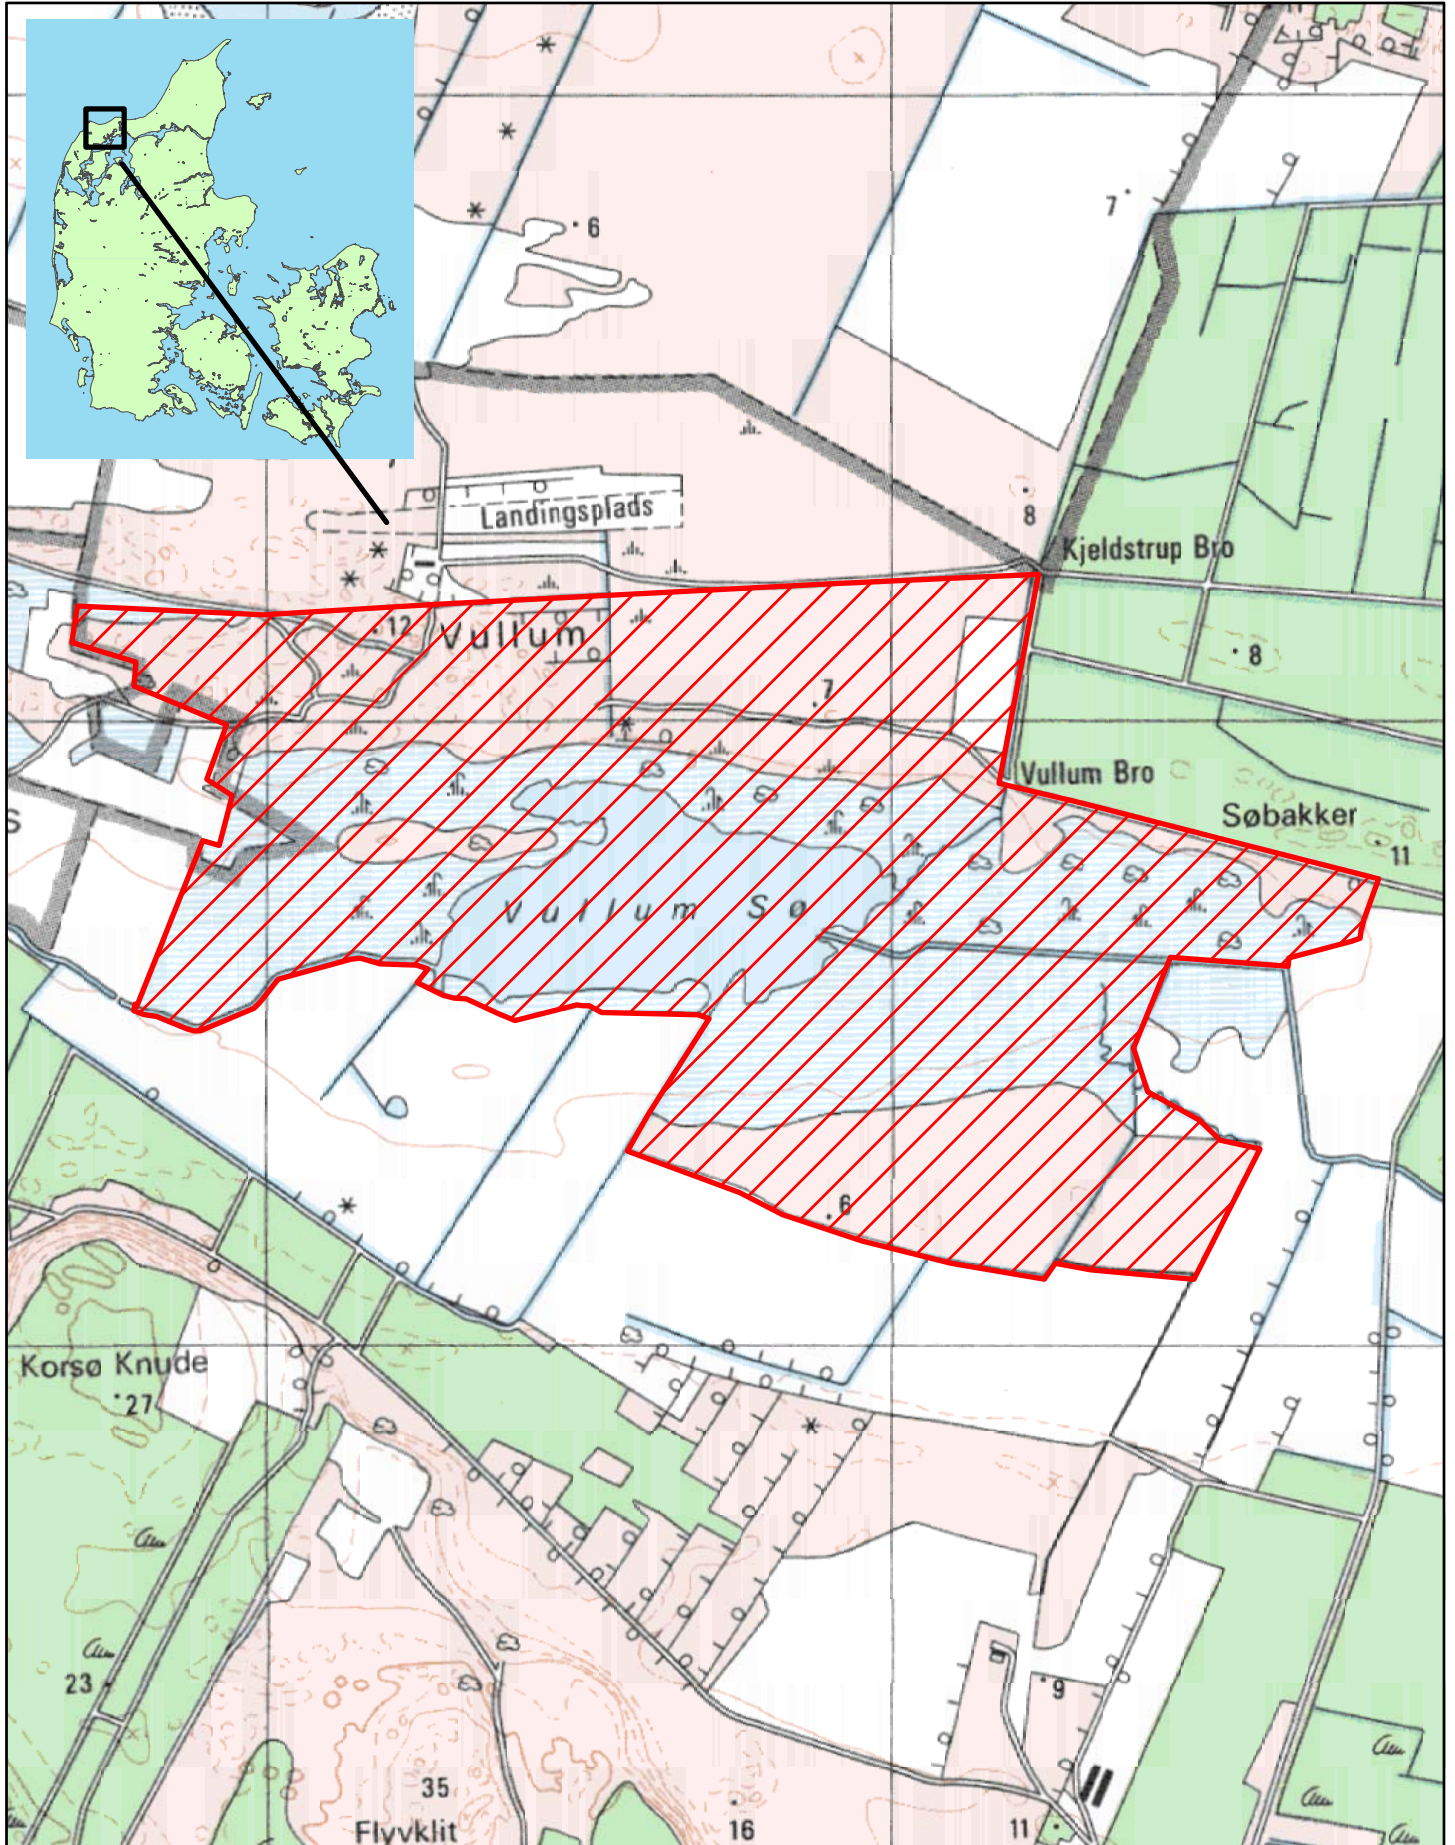 6
7
Landingsplads
8
Kjeldstrup Bro
12
Vullum
8
7
Vullum Bro
Søbakker
S
11
Vullum Sø
6
Korsø Knude
27
23
9
35
Flyvklit
16
11